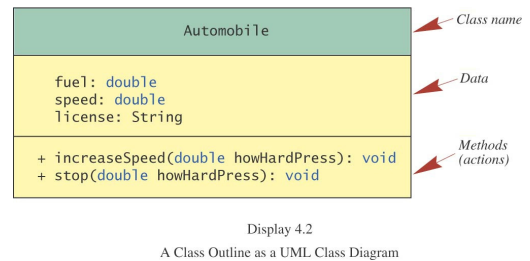 Automobile
Class name
fuel: double
speed: double
license: String
Data
+ increaseSpeed(double howHardPress): void
+ stop(double howHardPress): void
Methods
(actions)
Display 4.2
A Class Outline as a UML Class Diagram